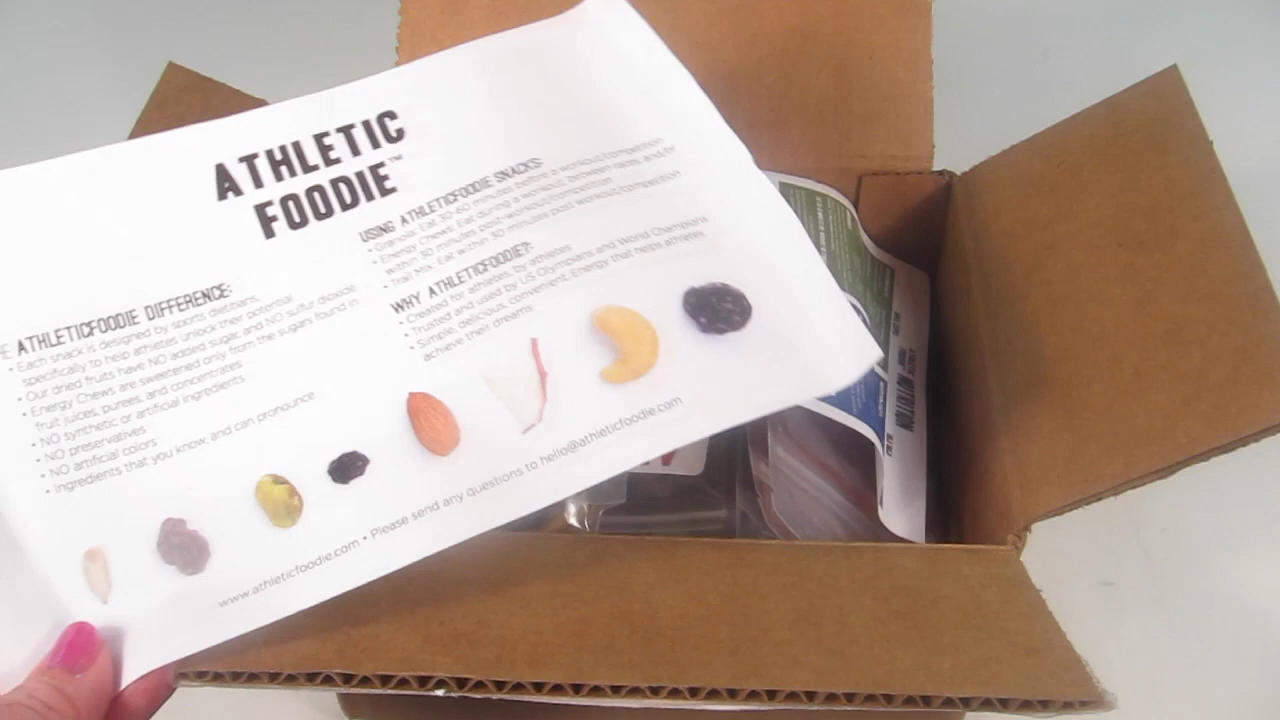 ATHLETIC
FOODIE™
E ATHLETICFOODIE DIFFERENCE:
• Each snack is designed by sports dietitians,
specifically to help athletes unlock their potential
• Our dried fruits have NO added sugar, and NO sulfur dioxide
• Energy Chews are sweetened only from the sugars found in
fruit juices, purees, and concentrates
• NO synthetic or artificial ingredients
• NO preservatives
• NO artificial colors
• Ingredients that you know, and can pronounce
USING ATHLETICFOODIE SNACKS:
• Granola: Eat 30-60 minutes before a workout/competition
• Energy Chews: Eat during a workout, between races, and/or
within 30 minutes post-workout/competition
• Trail Mix: Eat within 30 minutes post workout/competition
WHY ATHLETICFOODIE?:
• Created for athletes, by athletes
• Trusted and used by US Olympians and World Champions
• Simple, delicious, convenient. Energy that helps athletes
achieve their dreams
www.athleticfoodie.com • Please send any questions to hello@athleticfoodie.com
NUTRITION